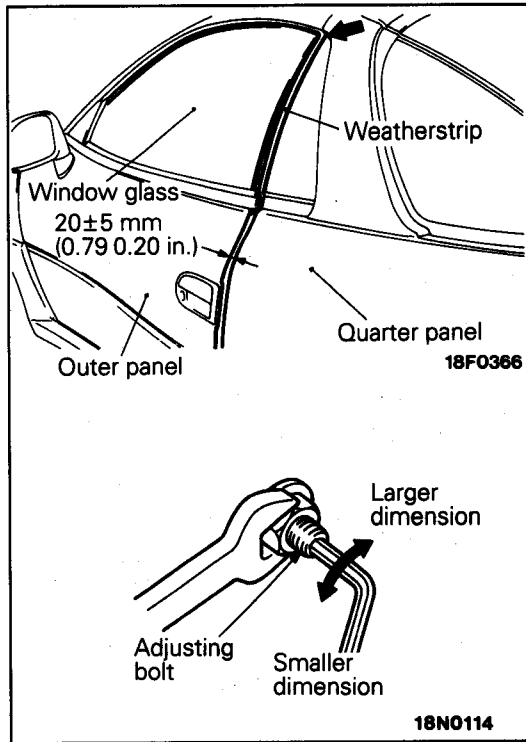 Weatherstrip
Window glass
20±5 mm
(0.79 0.20 in.)
Quarter panel
Outer panel
18F0366
Larger
dimension
Adjusting
bolt
Smaller
dimension
18N0114